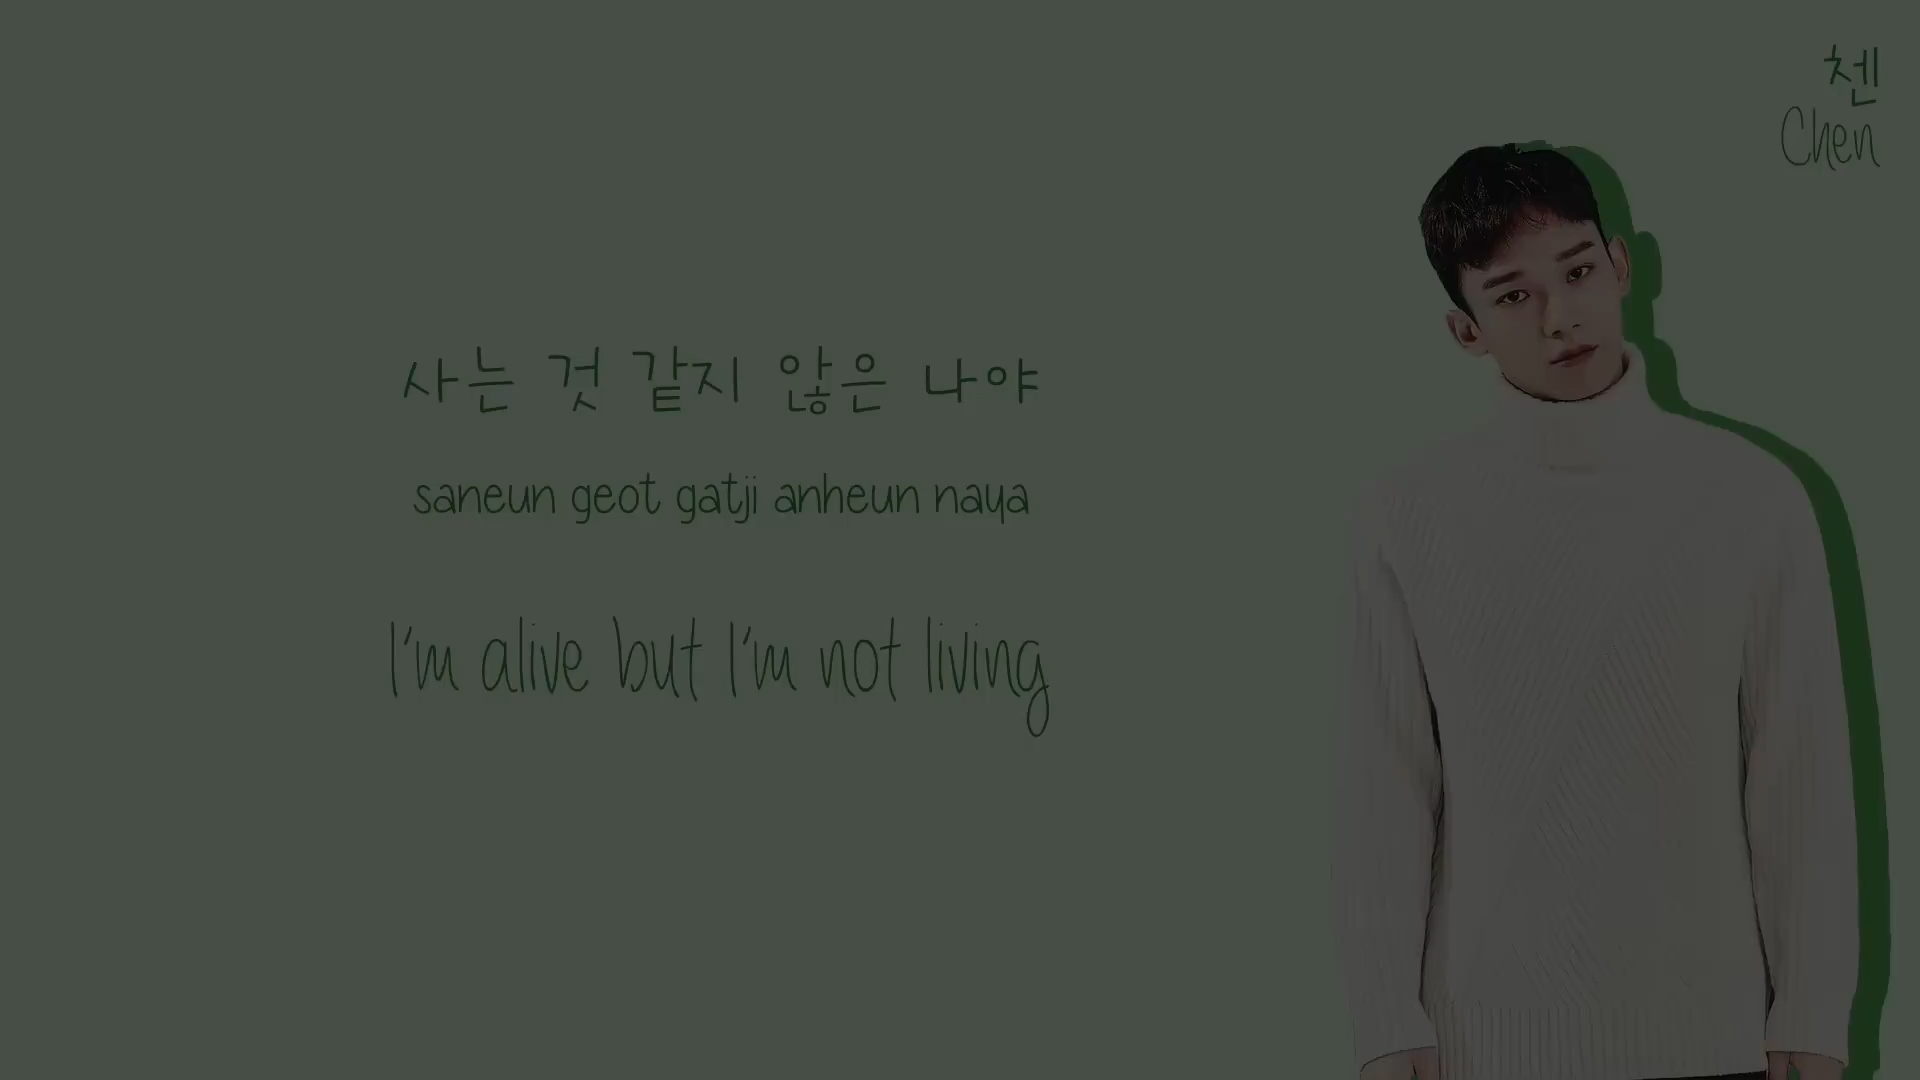 첸
Chen
사는 것 같지 않은 나야
saneun geot gatji anheun naya
I'm alive but I'm not living